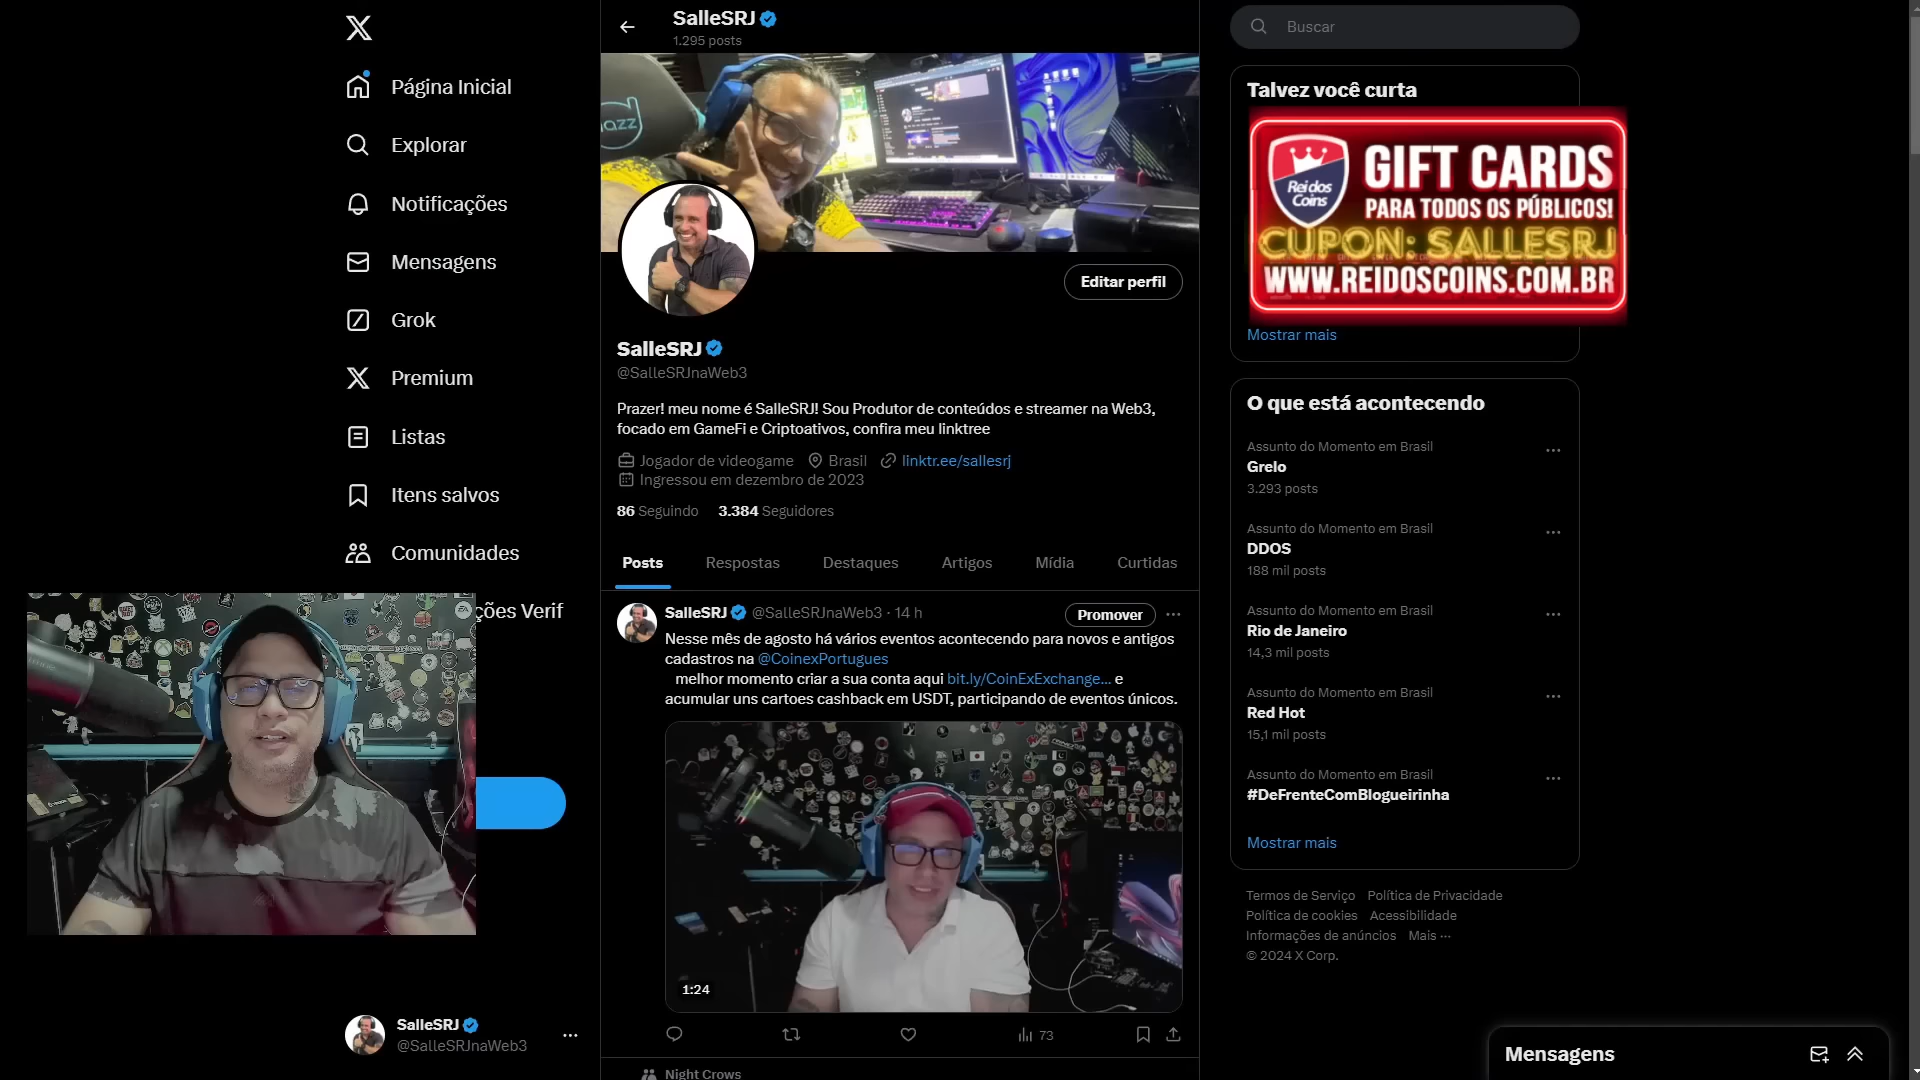 Página Inicial
Explorar
Notificações
Mensagens
Grok
Premium
Listas
Itens salvos
Comunidades
ções Verif
SalleSRJ
@SalleSRJnaWeb3
SalleSRJ
1.295 posts
Editar perfil
SalleSRJ
@SalleSRJnaWeb3
Prazer! meu nome é SalleSRJ! Sou Produtor de conteúdos e streamer na Web3,
focado em GameFi e Criptoativos, confira meu linktree
Jogador de videogame Brasil linktr.ee/sallesrj
Ingressou em dezembro de 2023
86 Seguindo 3.384 Seguidores
Posts Respostas Destaques Artigos Mídia Curtidas
SalleSRJ @SalleSRJnaWeb3 · 14 h
Promover
Nesse mês de agosto há vários eventos acontecendo para novos e antigos
cadastros na @CoinexPortugues
melhor momento criar a sua conta aqui bit.ly/CoinExExchange... e
acumular uns cartoes cashback em USDT, participando de eventos únicos.
1:24
73
Night Crows
Buscar
Talvez você curta
Rei dos
Coins
GIFT CARDS
PARA TODOS OS PÚBLICOS!
CUPON: SALLESRJ
WWW.REIDOSCOINS.COM.BR
Mostrar mais
O que está acontecendo
Assunto do Momento em Brasil
Grelo
3.293 posts
Assunto do Momento em Brasil
DDOS
188 mil posts
Assunto do Momento em Brasil
Rio de Janeiro
14,3 mil posts
Assunto do Momento em Brasil
Red Hot
15,1 mil posts
Assunto do Momento em Brasil
#DeFrenteComBlogueirinha
Mostrar mais
Termos de Serviço Política de Privacidade
Política de cookies Acessibilidade
Informações de anúncios Mais ···
© 2024 X Corp.
Mensagens